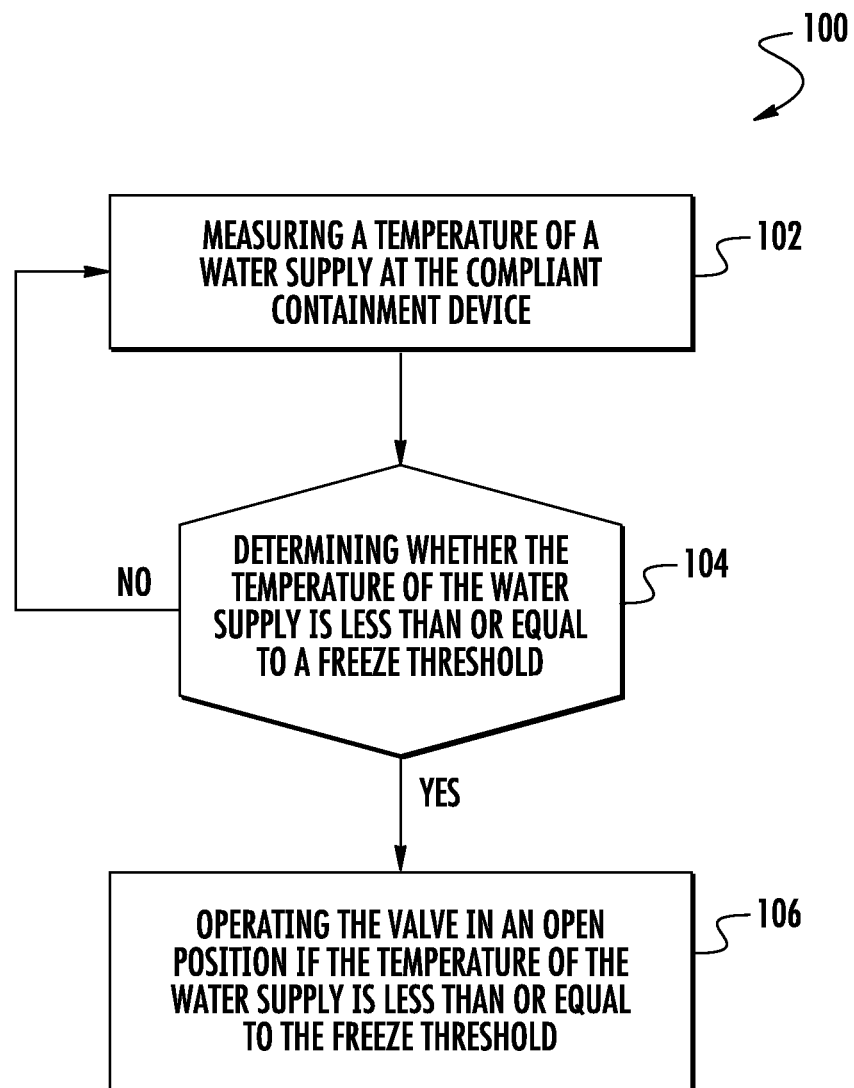 100
MEASURING A TEMPERATURE OF A
WATER SUPPLY AT THE COMPLIANT
CONTAINMENT DEVICE
102
DETERMINING WHETHER THE
TEMPERATURE OF THE WATER
SUPPLY IS LESS THAN OR EQUAL
TO A FREEZE THRESHOLD
104
NO
YES
OPERATING THE VALVE IN AN OPEN
POSITION IF THE TEMPERATURE OF THE
WATER SUPPLY IS LESS THAN OR EQUAL
TO THE FREEZE THRESHOLD
106